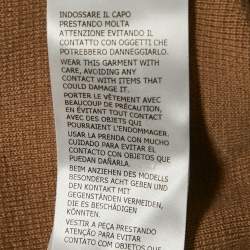 INDOSSARE IL CAPO
PRESTANDO MOLTA
ATTENZIONE EVITANDO IL
CONTATTO CON OGGETTI CHE
POTREBBERO DANNEGGIARLO.
WEAR THIS GARMENT WITH
CARE, AVOIDING ANY
CONTACT WITH ITEMS THAT
COULD DAMAGE IT.
PORTER LE VÊTEMENT AVEC
BEAUCOUP DE PRÉCAUTION,
EN ÉVITANT TOUT CONTACT
AVEC DES OBJETS QUI
POURRAIENT L'ENDOMMAGER.
USAR LA PRENDA CON MUCHO
CUIDADO PARA EVITAR EL
CONTACTO CON OBJETOS QUE
PUEDAN DAÑARLA.
BEIM ANZIEHEN DES MODELLS
BESONDERS ACHT GEBEN UND
DEN KONTAKT MIT
GEGENSTÄNDEN VERMEIDEN,
DIE ES BESCHÄDIGEN
KÖNNTEN.
VESTIR A PEÇA PRESTANDO
ATENÇÃO PARA EVITAR O
CONTATO COM OBJETOS QUE